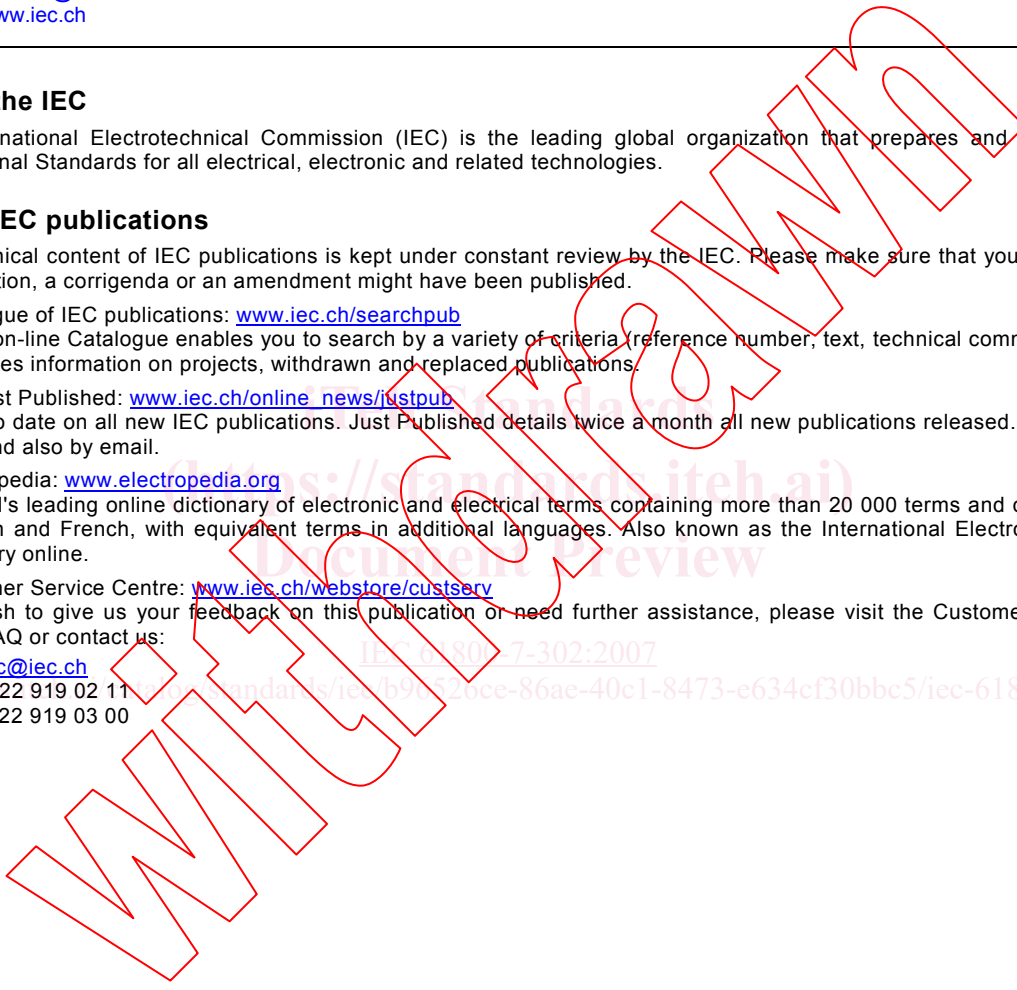 ww.iec.ch
the IEC
rnational Electrotechnical Commission (IEC) is the leading global organization that prepares and
nal Standards for all electrical, electronic and related technologies.
EC publications
nical content of IEC publications is kept under constant review by the IEC. Please make sure that you
tion, a corrigenda or an amendment might have been published.
gue of IEC publications: www.iec.ch/searchpub
on-line Catalogue enables you to search by a variety of criteria (reference number, text, technical comm
es information on projects, withdrawn and replaced publications.
iTeh Standards
st Published: www.iec.ch/online_news/justpub
o date on all new IEC publications. Just Published details twice a month all new publications released.
nd also by email.
pedia: www.electropedia.org
(https://standards.iteh.ai)
l's leading online dictionary of electronic and electrical terms containing more than 20 000 terms and d
h and French, with equivalent terms in additional languages. Also known as the International Electro
ry online.
Document Preview
mer Service Centre: www.iec.ch/webstore/custserv
sh to give us your feedback on this publication or need further assistance, please visit the Custome
AQ or contact us:
IEC 61800-7-302:2007
c@iec.ch
22 919 02 11
catalog/standards/iec/b96526ce-86ae-40c1-8473-e634cf30bbc5/iec-618
22 919 03 00
withdrawn